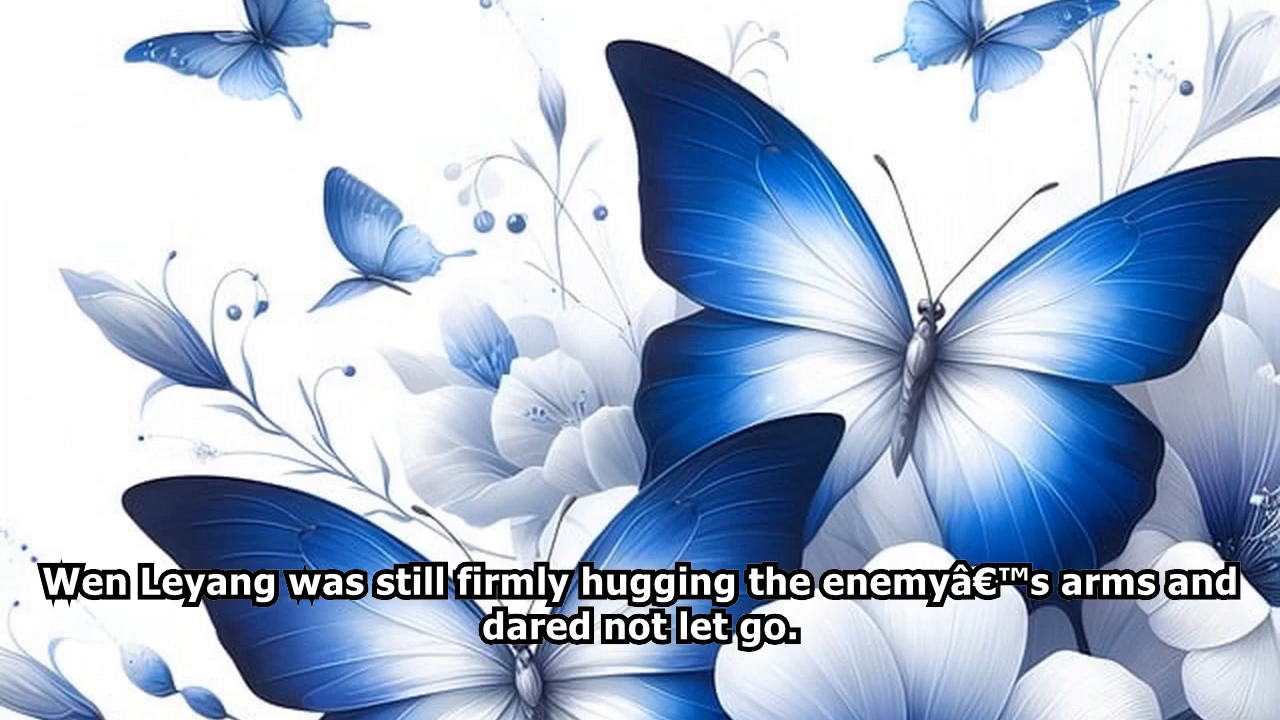 Wen Leyang was still firmly hugging the enemyâ€™s arms and
dared not let go.